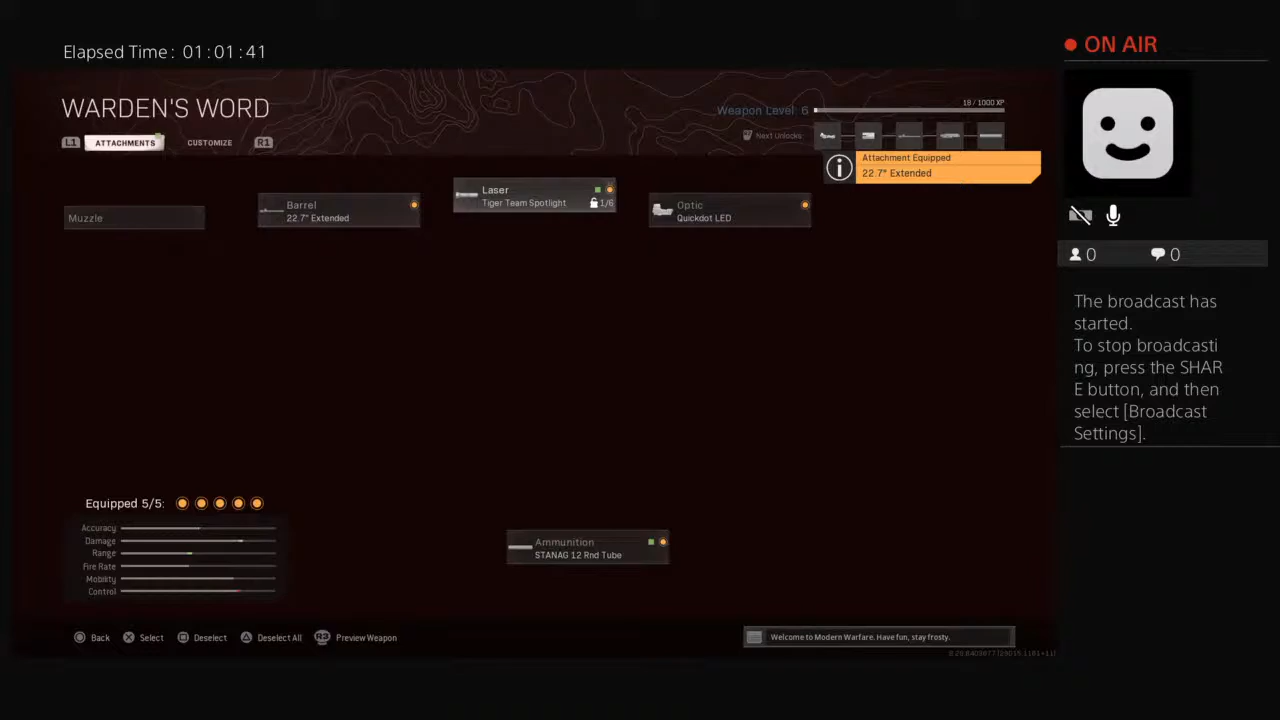 Elapsed Time: 01:01:41
ON AIR
WARDEN'S WORD
Weapon Level: 6
18 / 1000 XP
L1
ATTACHMENTS
CUSTOMIZE
R1
Next Unlocks:
Attachment Equipped
22.7" Extended
Muzzle
Barrel
22.7" Extended
Laser
Tiger Team Spotlight
1/6
Optic
Quickdot LED
0
0
The broadcast has
started.
To stop broadcasti
ng, press the SHAR
E button, and then
select [Broadcast
Settings].
Equipped 5/5:
Accuracy
Damage
Range
Fire Rate
Mobility
Control
Ammunition
STANAG 12 Rnd Tube
Back
Select
Deselect
Deselect All
R3
Preview Weapon
Welcome to Modern Warfare. Have fun, stay frosty.